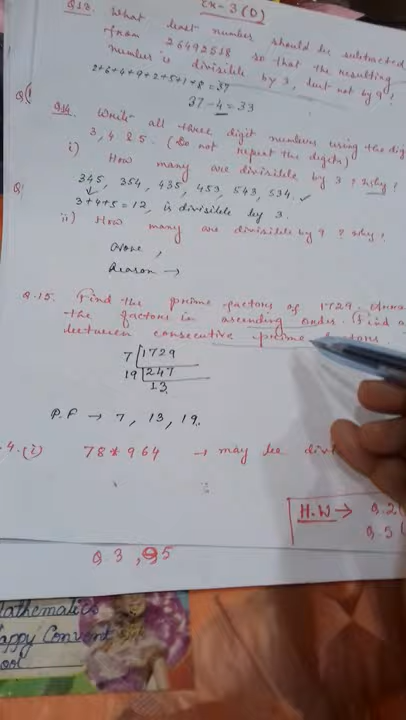 Ex-3(D)
Q13. What least number should be subtracted
from 26492518 so that the resulting
number is divisible by 3, but not by 9?
2+6+4+9+2+5+1+8=37
37-4=33
Q14. Write all three digit numbers using the dig
3, 4 & 5. (Do not repeat the digits)
i) How many are divisible by 3? Why?
345, 354, 435, 453, 543, 534. ✓
3+4+5=12, is divisible by 3.
ii) How many are divisible by 9? Why?
None,
Reason →
Q.15. Find the prime factors of 1729.
the factors in ascending order. Find
between consecutive prime factors.
7 | 1729
19 | 247
13
P.F → 7, 13, 19.
.4.(i) 78*964 → may be div
H.W → Q.2(
Q.5(
Q.3, 5
Mathematics
Happy Convent
ool